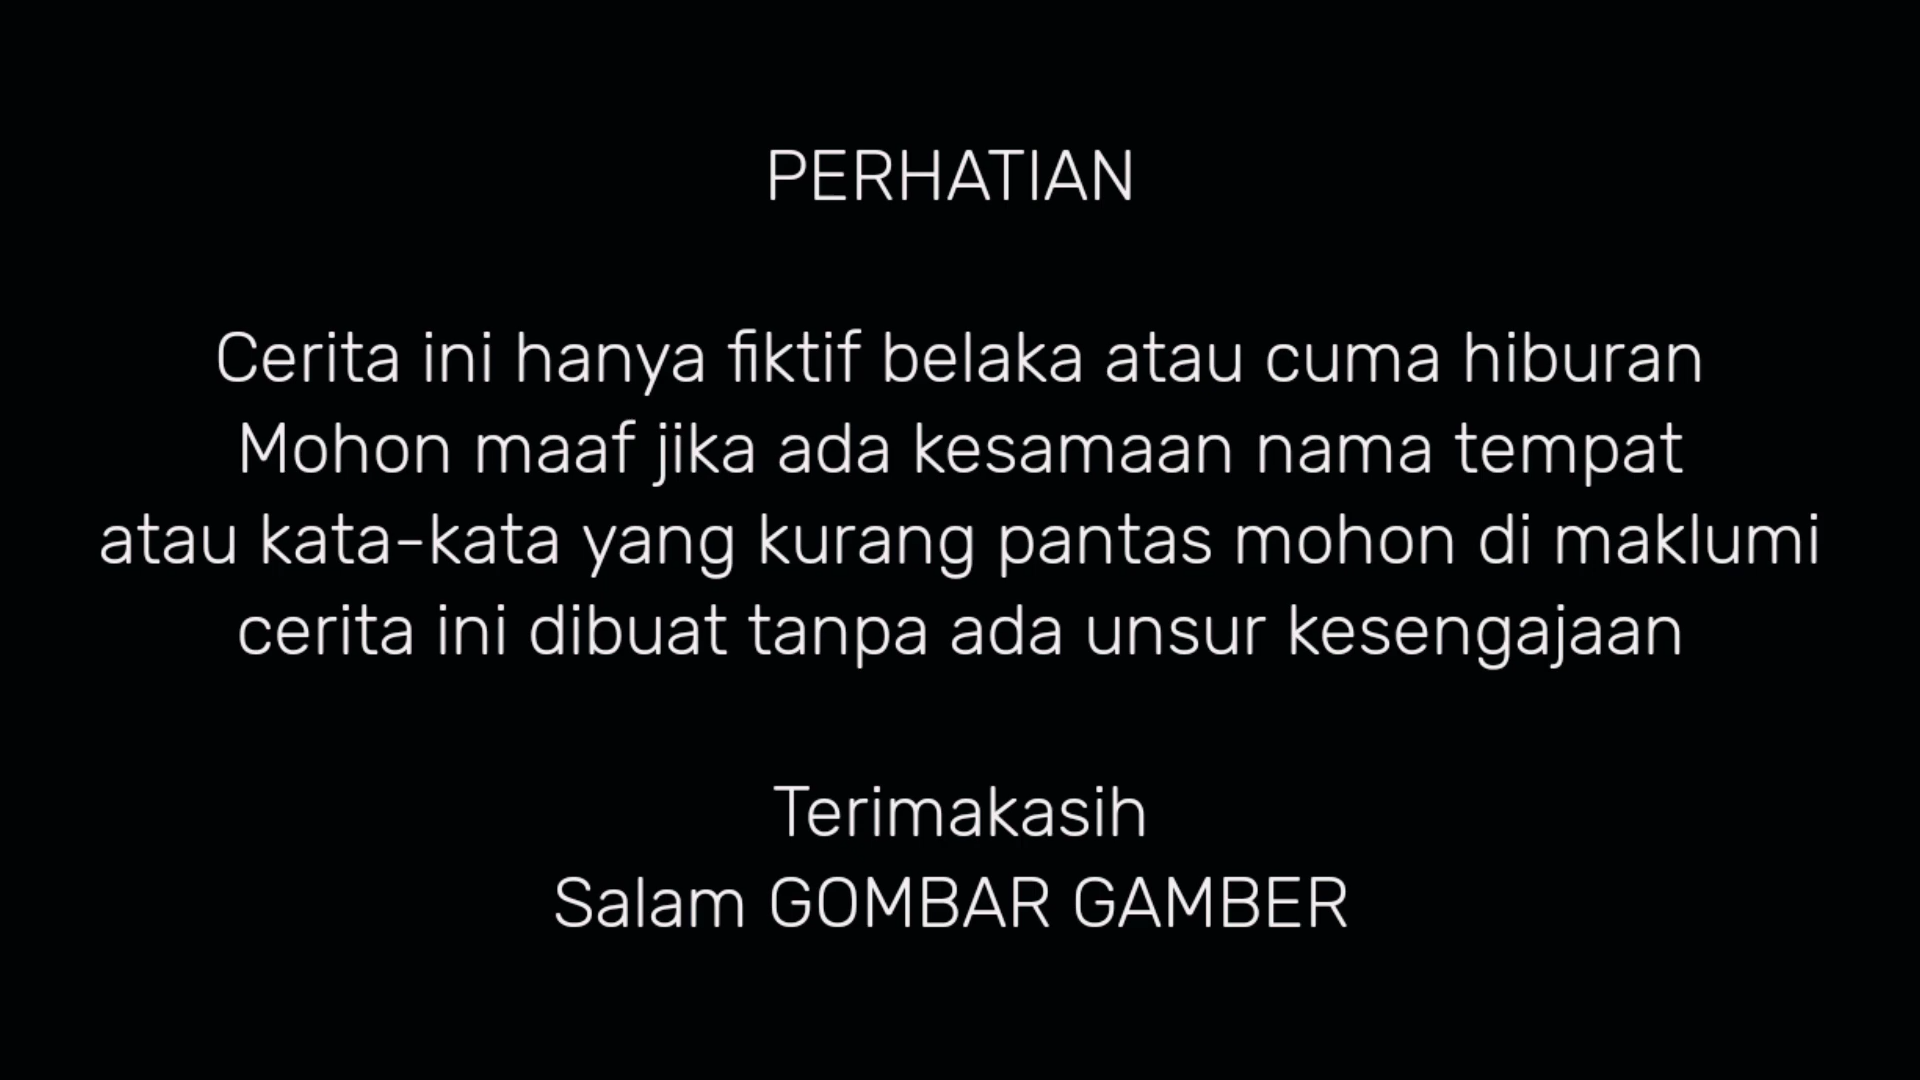 PERHATIAN
Cerita ini hanya fiktif belaka atau cuma hiburan
Mohon maaf jika ada kesamaan nama tempat
atau kata-kata yang kurang pantas mohon di maklumi
cerita ini dibuat tanpa ada unsur kesengajaan
Terimakasih
Salam GOMBAR GAMBER